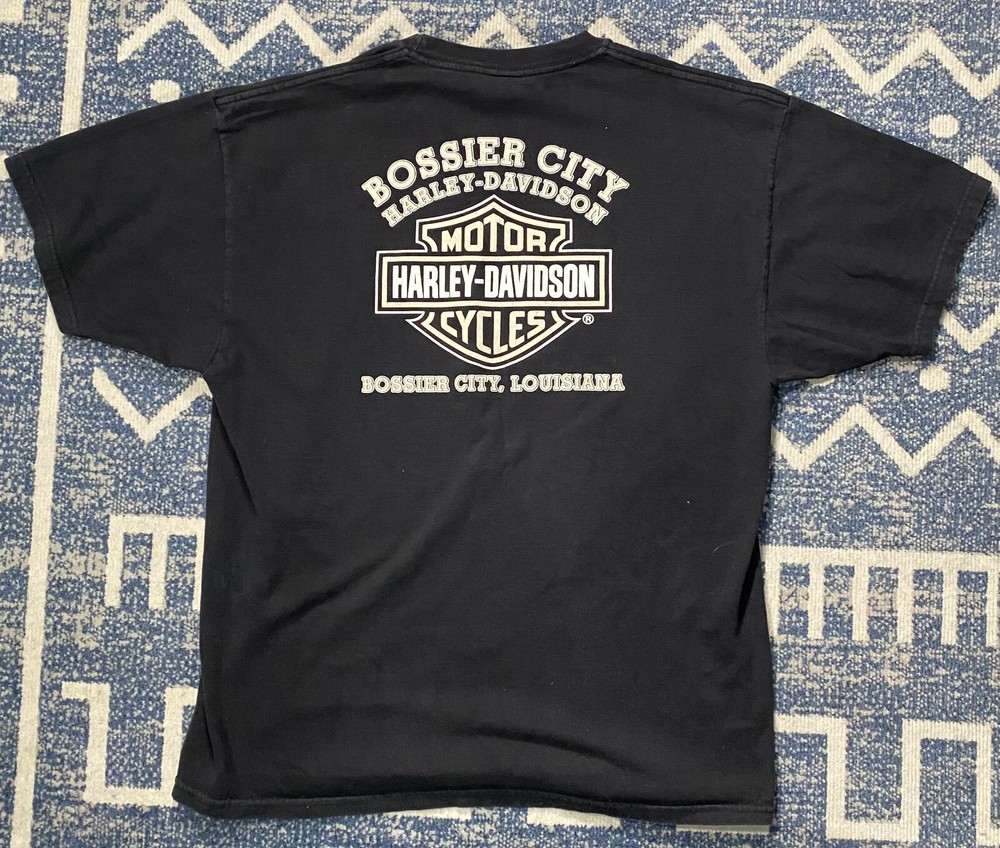 BOSSIER CITY
HARLEY-DAVIDSON
MOTOR
HARLEY-DAVIDSON
CYCLES ®
BOSSIER CITY, LOUISIANA